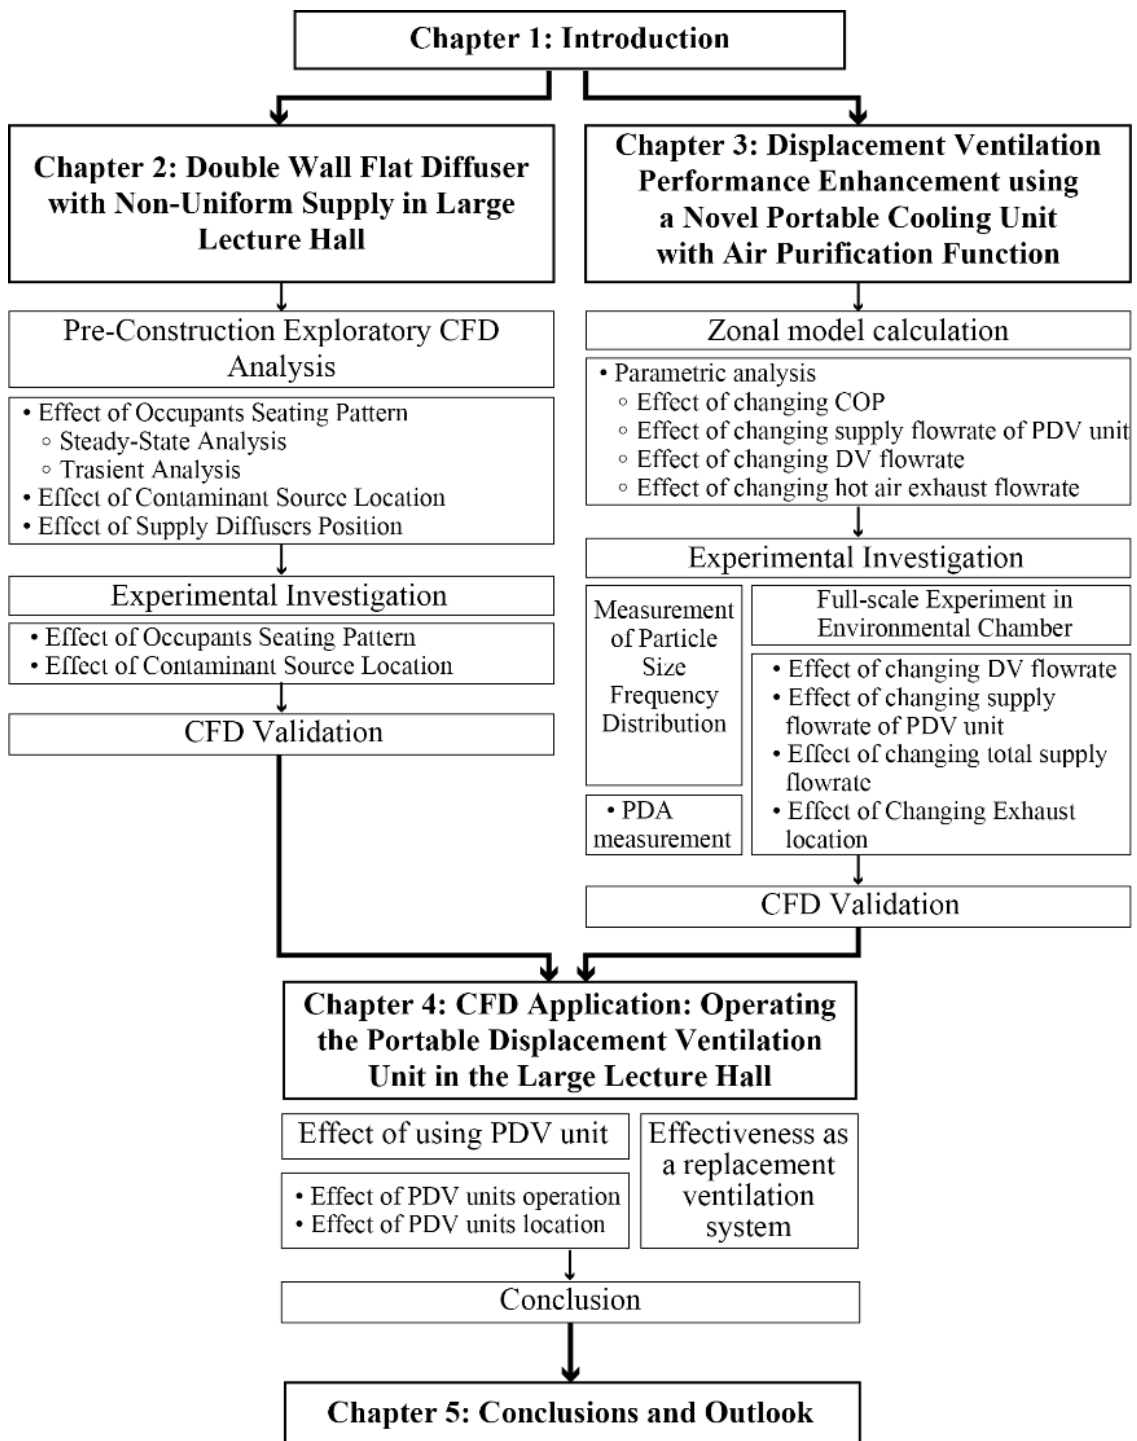 Chapter 1: Introduction
Chapter 2: Double Wall Flat Diffuser
with Non-Uniform Supply in Large
Lecture Hall
Pre-Construction Exploratory CFD
Analysis
• Effect of Occupants Seating Pattern
◦ Steady-State Analysis
◦ Trasient Analysis
• Effect of Contaminant Source Location
• Effect of Supply Diffusers Position
Experimental Investigation
• Effect of Occupants Seating Pattern
• Effect of Contaminant Source Location
CFD Validation
Chapter 3: Displacement Ventilation
Performance Enhancement using
a Novel Portable Cooling Unit
with Air Purification Function
Zonal model calculation
• Parametric analysis
◦ Effect of changing COP
◦ Effect of changing supply flowrate of PDV unit
◦ Effect of changing DV flowrate
◦ Effect of changing hot air exhaust flowrate
Experimental Investigation
Measurement
of Particle
Size
Frequency
Distribution
• PDA
measurement
Full-scale Experiment in
Environmental Chamber
• Effect of changing DV flowrate
• Effect of changing supply
flowrate of PDV unit
• Effect of changing total supply
flowrate
• Effect of Changing Exhaust
location
CFD Validation
Chapter 4: CFD Application: Operating
the Portable Displacement Ventilation
Unit in the Large Lecture Hall
Effect of using PDV unit
• Effect of PDV units operation
• Effect of PDV units location
Effectiveness as
a replacement
ventilation
system
Conclusion
Chapter 5: Conclusions and Outlook